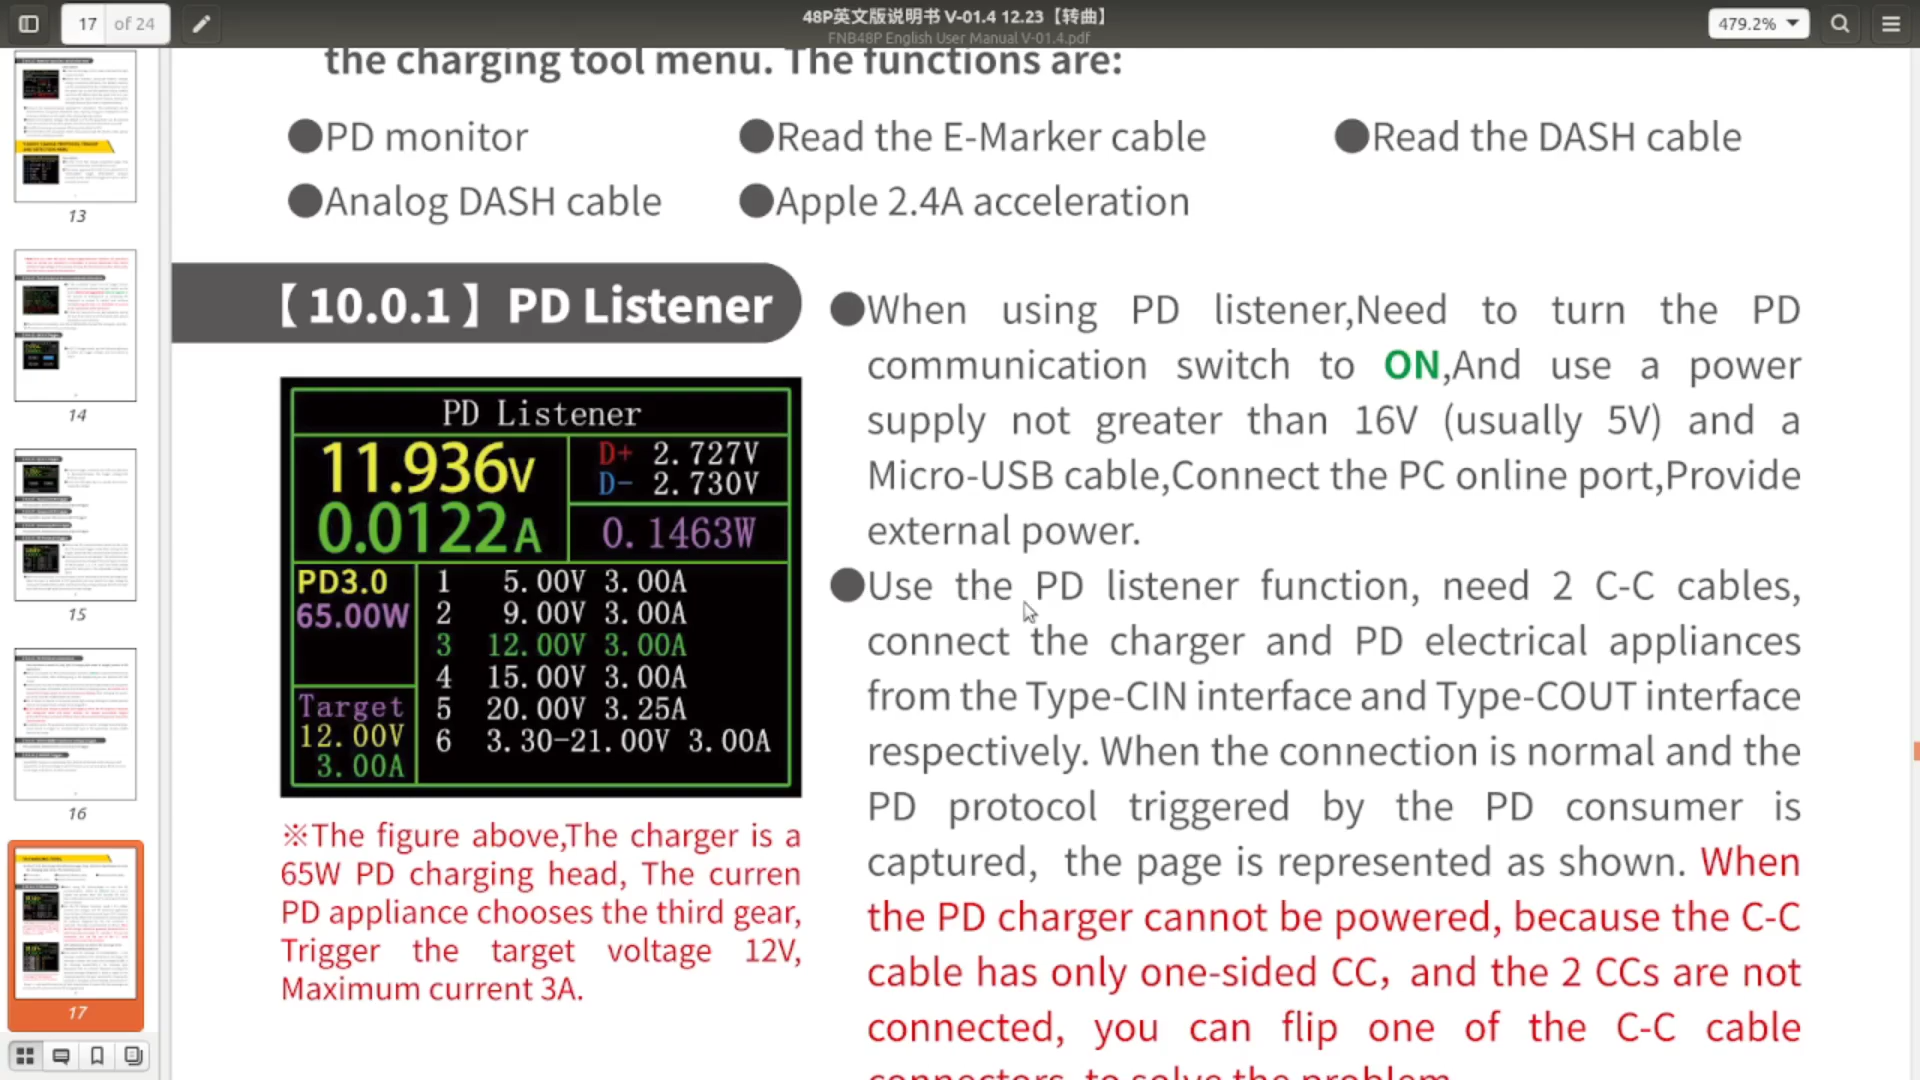 17 of 24
48P英文版说明书 V-01.4 12.23【转曲】
FNB48P English User Manual V-01.4.pdf
479.2%
the charging tool menu. The functions are:
●PD monitor ●Read the E-Marker cable ●Read the DASH cable
●Analog DASH cable ●Apple 2.4A acceleration
【10.0.1】 PD Listener
PD Listener
11.936V
0.0122A
D+ 2.727V
D- 2.730V
0.1463W
PD3.0
65.00W
1 5.00V 3.00A
2 9.00V 3.00A
3 12.00V 3.00A
4 15.00V 3.00A
5 20.00V 3.25A
6 3.30-21.00V 3.00A
Target
12.00V
3.00A
※The figure above,The charger is a
65W PD charging head, The curren
PD appliance chooses the third gear,
Trigger the target voltage 12V,
Maximum current 3A.
●When using PD listener,Need to turn the PD
communication switch to ON,And use a power
supply not greater than 16V (usually 5V) and a
Micro-USB cable,Connect the PC online port,Provide
external power.
●Use the PD listener function, need 2 C-C cables,
connect the charger and PD electrical appliances
from the Type-CIN interface and Type-COUT interface
respectively. When the connection is normal and the
PD protocol triggered by the PD consumer is
captured, the page is represented as shown. When
the PD charger cannot be powered, because the C-C
cable has only one-sided CC, and the 2 CCs are not
connected, you can flip one of the C-C cable
connectors to solve the problem
13
14
15
16
17